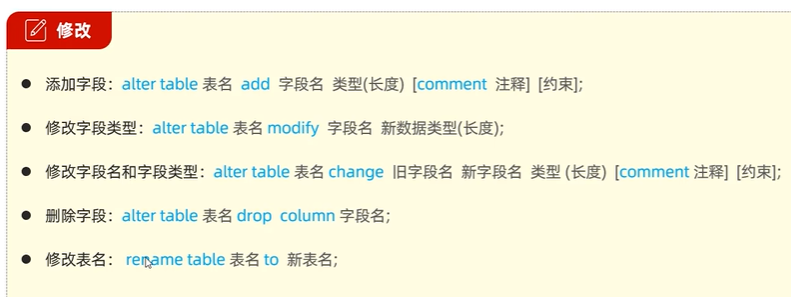 修改
● 添加字段：alter table 表名 add 字段名 类型(长度) [comment 注释] [约束];
● 修改字段类型：alter table 表名 modify 字段名 新数据类型(长度);
● 修改字段名和字段类型：alter table 表名 change 旧字段名 新字段名 类型 (长度) [comment 注释] [约束];
● 删除字段：alter table 表名 drop column 字段名;
● 修改表名： rename table 表名 to 新表名;